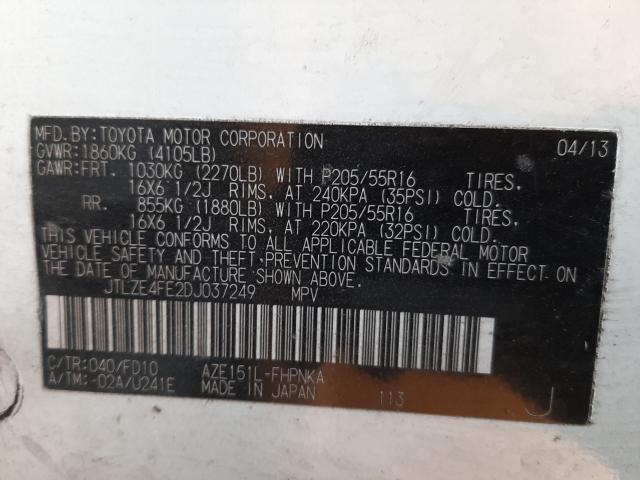 MFD.BY:TOYOTA MOTOR CORPORATION 04/13
GVWR:1860KG (4105LB)
GAWR:FRT. 1030KG (2270LB) WITH P205/55R16 TIRES.
16X6 1/2J RIMS, AT 240KPA (35PSI) COLD.
RR. 855KG (1880LB) WITH P205/55R16 TIRES.
16X6 1/2J RIMS, AT 220KPA (32PSI) COLD.
THIS VEHICLE CONFORMS TO ALL APPLICABLE FEDERAL MOTOR
VEHICLE SAFETY AND THEFT PREVENTION STANDARDS IN EFFECT ON
THE DATE OF MANUFACTURE SHOWN ABOVE.
JTLZE4FE2DJ037249 MPV
C/TR:040/FD10 AZE151L-FHPNKA
A/TM:-02A/U241E MADE IN JAPAN 113 J